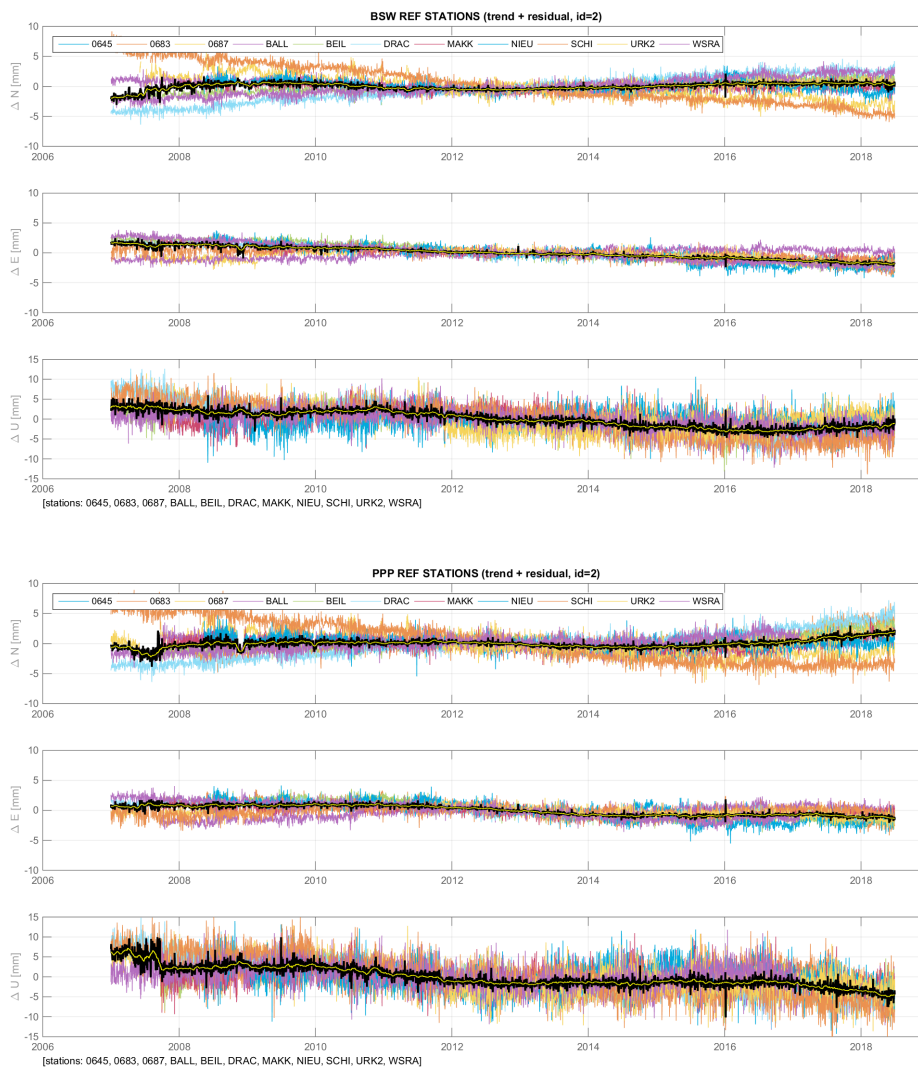 BSW REF STATIONS (trend + residual, id=2)
10
0645 0683 0687 BALL BEIL DRAC MAKK NIEU SCHI URK2 WSRA
5
Δ N [mm]
0
-5
-10
2006 2008 2010 2012 2014 2016 2018
10
5
Δ E [mm]
0
-5
-10
2006 2008 2010 2012 2014 2016 2018
15
10
5
Δ U [mm]
0
-5
-10
-15
2006 2008 2010 2012 2014 2016 2018
[stations: 0645, 0683, 0687, BALL, BEIL, DRAC, MAKK, NIEU, SCHI, URK2, WSRA]
PPP REF STATIONS (trend + residual, id=2)
10
0645 0683 0687 BALL BEIL DRAC MAKK NIEU SCHI URK2 WSRA
5
Δ N [mm]
0
-5
-10
2006 2008 2010 2012 2014 2016 2018
10
5
Δ E [mm]
0
-5
-10
2006 2008 2010 2012 2014 2016 2018
15
10
5
Δ U [mm]
0
-5
-10
-15
2006 2008 2010 2012 2014 2016 2018
[stations: 0645, 0683, 0687, BALL, BEIL, DRAC, MAKK, NIEU, SCHI, URK2, WSRA]